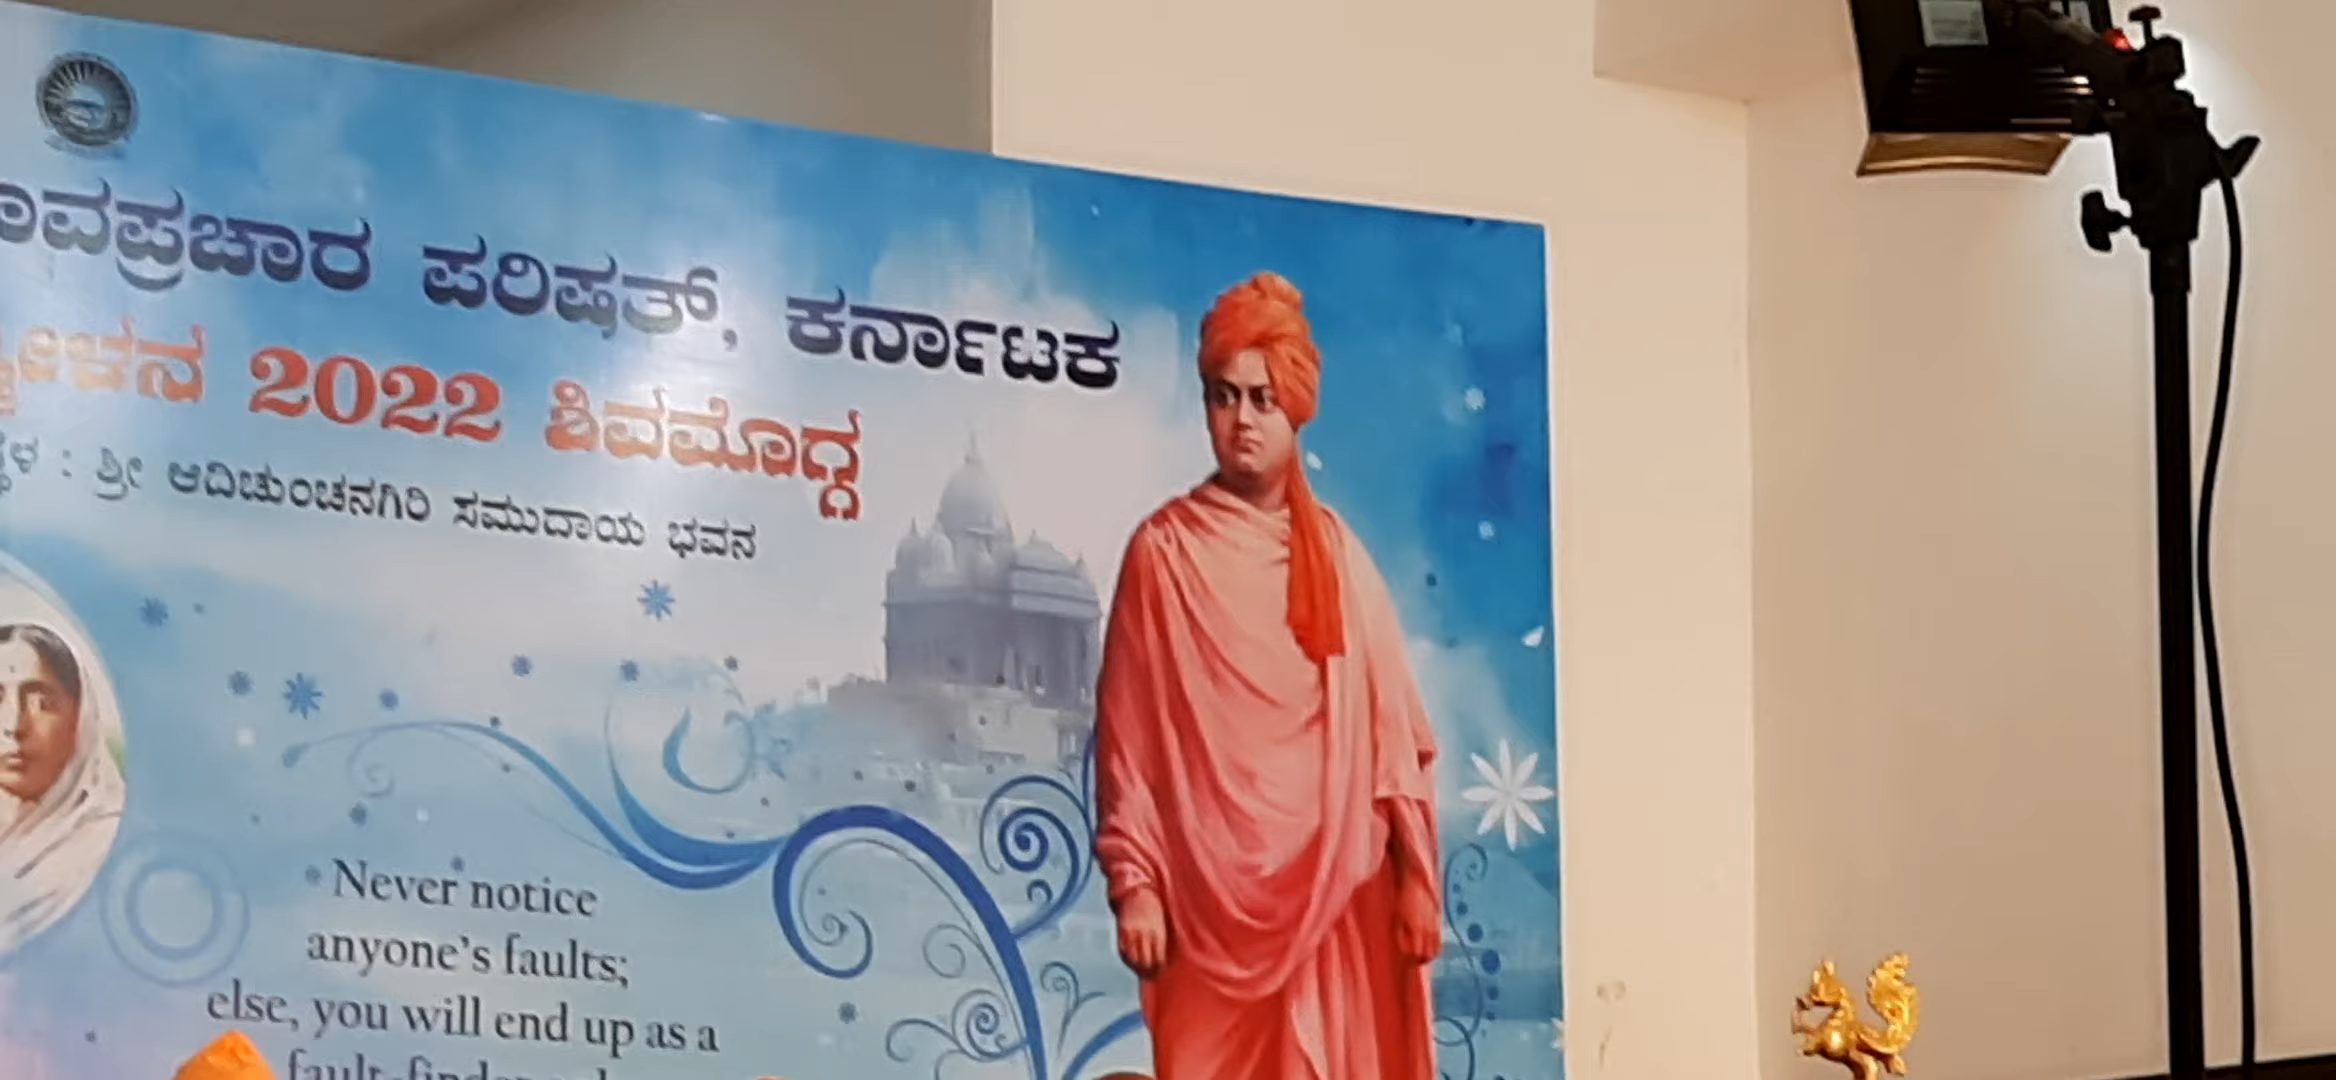 ಭಾವಪ್ರಚಾರ ಪರಿಷತ್, ಕರ್ನಾಟಕ
2022 ಶಿವಮೊಗ್ಗ
: ಶ್ರೀ ಆದಿಚುಂಚನಗಿರಿ ಸಮುದಾಯ ಭವನ
Never notice
anyone's faults;
else, you will end up as a